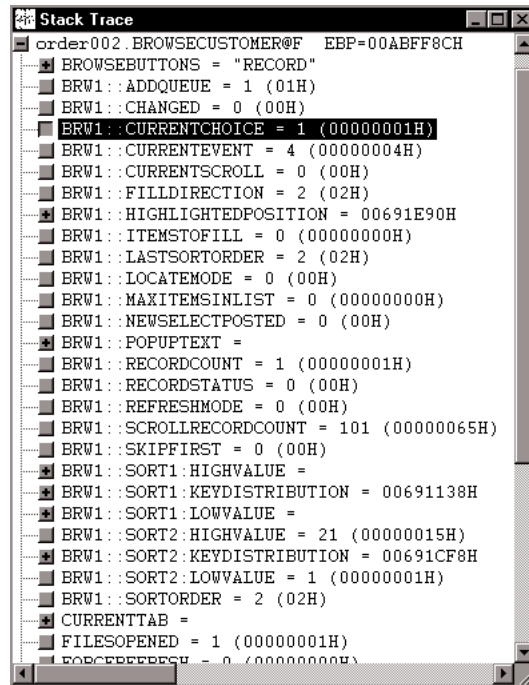 Stack Trace
order002.BROWSECUSTOMER@F EBP=00ABFF8CH
BROWSEBUTTONS = "RECORD"
BRW1::ADDQUEUE = 1 (01H)
BRW1::CHANGED = 0 (00H)
BRW1::CURRENTCHOICE = 1 (00000001H)
BRW1::CURRENTEVENT = 4 (00000004H)
BRW1::CURRENTSCROLL = 0 (00H)
BRW1::FILLDIRECTION = 2 (02H)
BRW1::HIGHLIGHTEDPOSITION = 00691E90H
BRW1::ITEMSTOFILL = 0 (00000000H)
BRW1::LASTSORTORDER = 2 (02H)
BRW1::LOCATEMODE = 0 (00H)
BRW1::MAXITEMSINLIST = 0 (00000000H)
BRW1::NEWSELECTPOSTED = 0 (00H)
BRW1::POPUPTEXT =
BRW1::RECORDCOUNT = 1 (00000001H)
BRW1::RECORDSTATUS = 0 (00H)
BRW1::REFRESHMODE = 0 (00H)
BRW1::SCROLLRECORDCOUNT = 101 (00000065H)
BRW1::SKIPFIRST = 0 (00H)
BRW1::SORT1:HIGHVALUE =
BRW1::SORT1:KEYDISTRIBUTION = 00691138H
BRW1::SORT1:LOWVALUE =
BRW1::SORT2:HIGHVALUE = 21 (00000015H)
BRW1::SORT2:KEYDISTRIBUTION = 00691CF8H
BRW1::SORT2:LOWVALUE = 1 (00000001H)
BRW1::SORTORDER = 2 (02H)
CURRENTTAB =
FILESOPENED = 1 (00000001H)
FORCEREFRESH = 0 (00000000H)